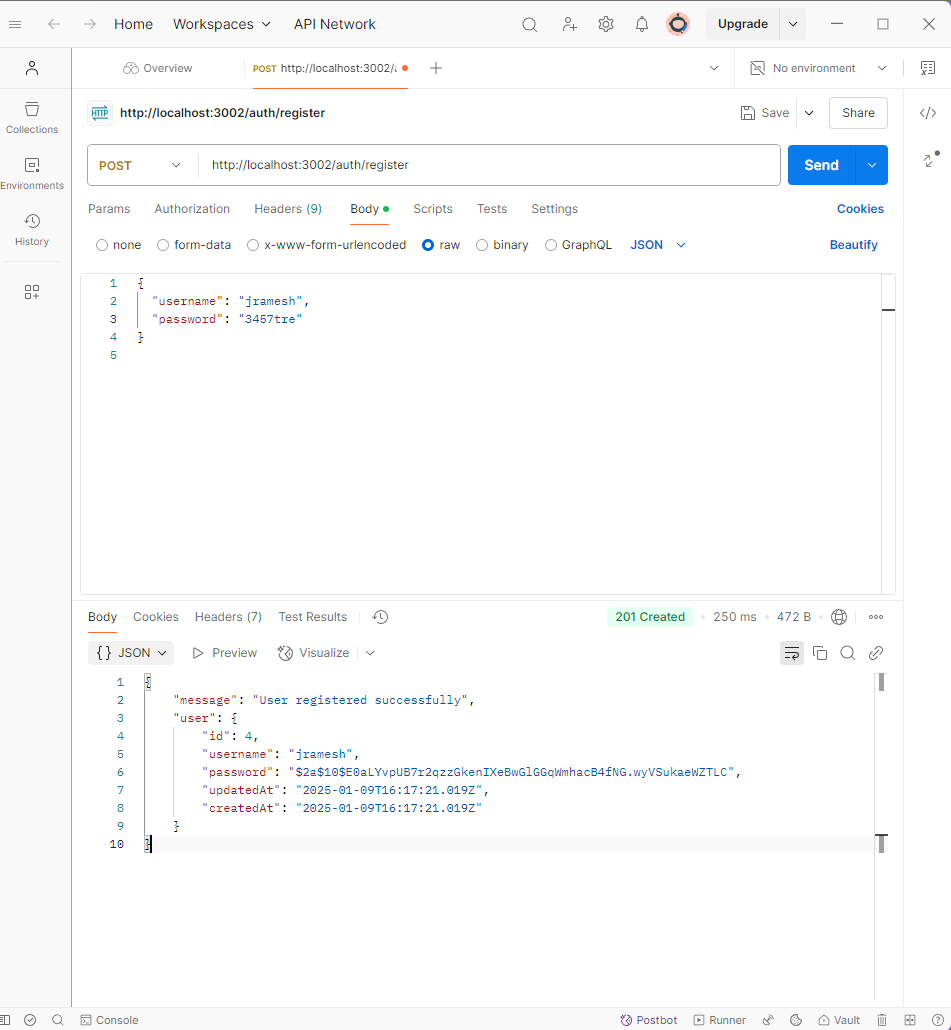 Home Workspaces API Network Upgrade
Overview POST http://localhost:3002/ No environment
HTTP http://localhost:3002/auth/register Save Share
Collections
Environments
History
POST http://localhost:3002/auth/register Send
Params Authorization Headers (9) Body Scripts Tests Settings Cookies
none form-data x-www-form-urlencoded raw binary GraphQL JSON Beautify
1 {
2 "username": "jramesh",
3 "password": "3457tre"
4 }
5
Body Cookies Headers (7) Test Results 201 Created 250 ms 472 B
{} JSON Preview Visualize
1 {
2 "message": "User registered successfully",
3 "user": {
4 "id": 4,
5 "username": "jramesh",
6 "password": "$2a$10$E0aLYvpUB7r2qzzGkenIXeBwGlGGqWmhacB4fNG.wyVSukaeWZTLC",
7 "updatedAt": "2025-01-09T16:17:21.019Z",
8 "createdAt": "2025-01-09T16:17:21.019Z"
9 }
10 }
Console Postbot Runner Vault